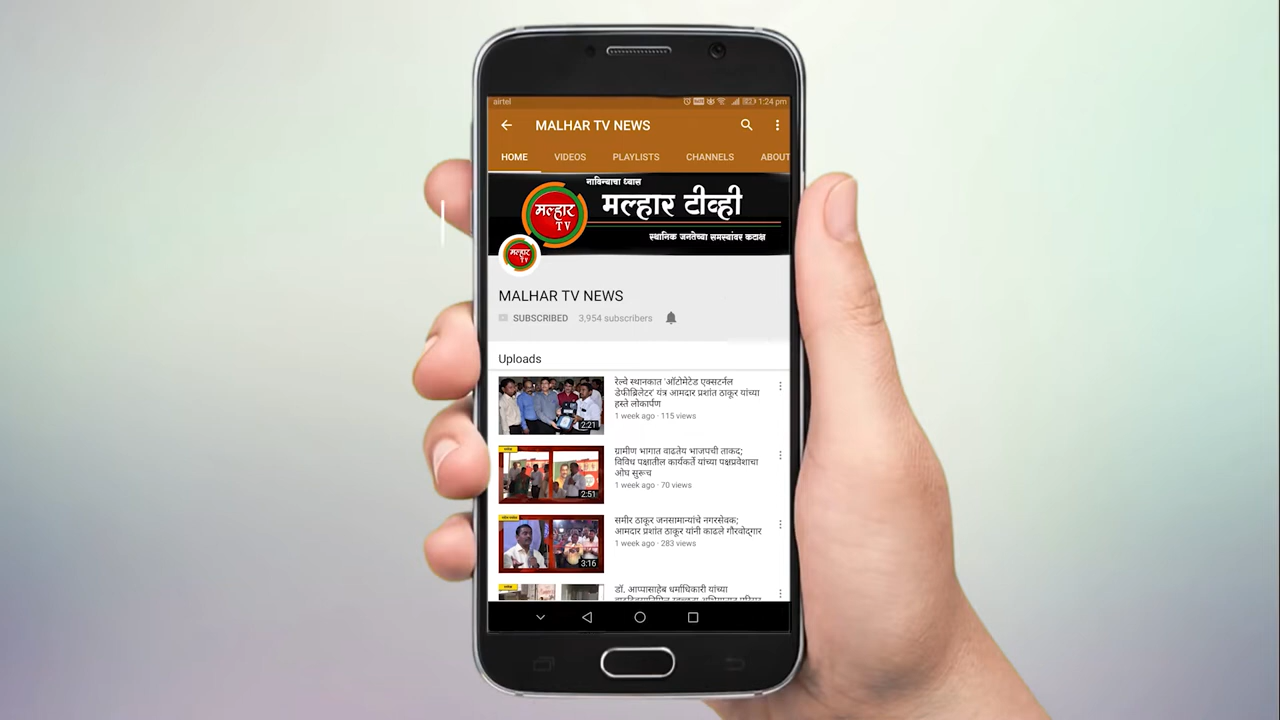 airtel 1:24 pm
MALHAR TV NEWS
HOME VIDEOS PLAYLISTS CHANNELS ABOUT
नाविन्याचा ध्यास
मल्हार टीव्ही
स्थानिक जनतेच्या समस्यांवर कटाक्ष
मल्हार
TV
मल्हार
TV
MALHAR TV NEWS
SUBSCRIBED 3,954 subscribers
Uploads
रेल्वे स्थानकात 'ऑटोमेटेड एक्सटर्नल
डेफीब्रिलेटर' यंत्र आमदार प्रशांत ठाकूर यांच्या
हस्ते लोकार्पण
1 week ago · 115 views
2:21
ग्रामीण भागात वाढतेय भाजपची ताकद;
विविध पक्षातील कार्यकर्ते यांच्या पक्षप्रवेशाचा
ओघ सुरूच
1 week ago · 70 views
2:51
समीर ठाकूर जनसामान्यांचे नगरसेवक;
आमदार प्रशांत ठाकूर यांनी काढले गौरवोद्गार
1 week ago · 283 views
3:16
डॉ. आप्पासाहेब धर्माधिकारी यांच्या